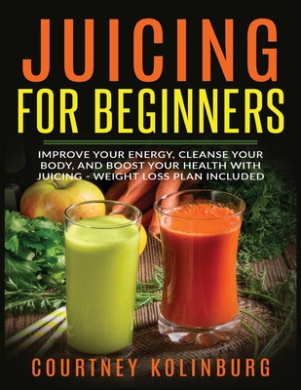 JUICING
FOR BEGINNERS
IMPROVE YOUR ENERGY, CLEANSE YOUR
BODY, AND BOOST YOUR HEALTH WITH
JUICING - WEIGHT LOSS PLAN INCLUDED
COURTNEY KOLINBURG